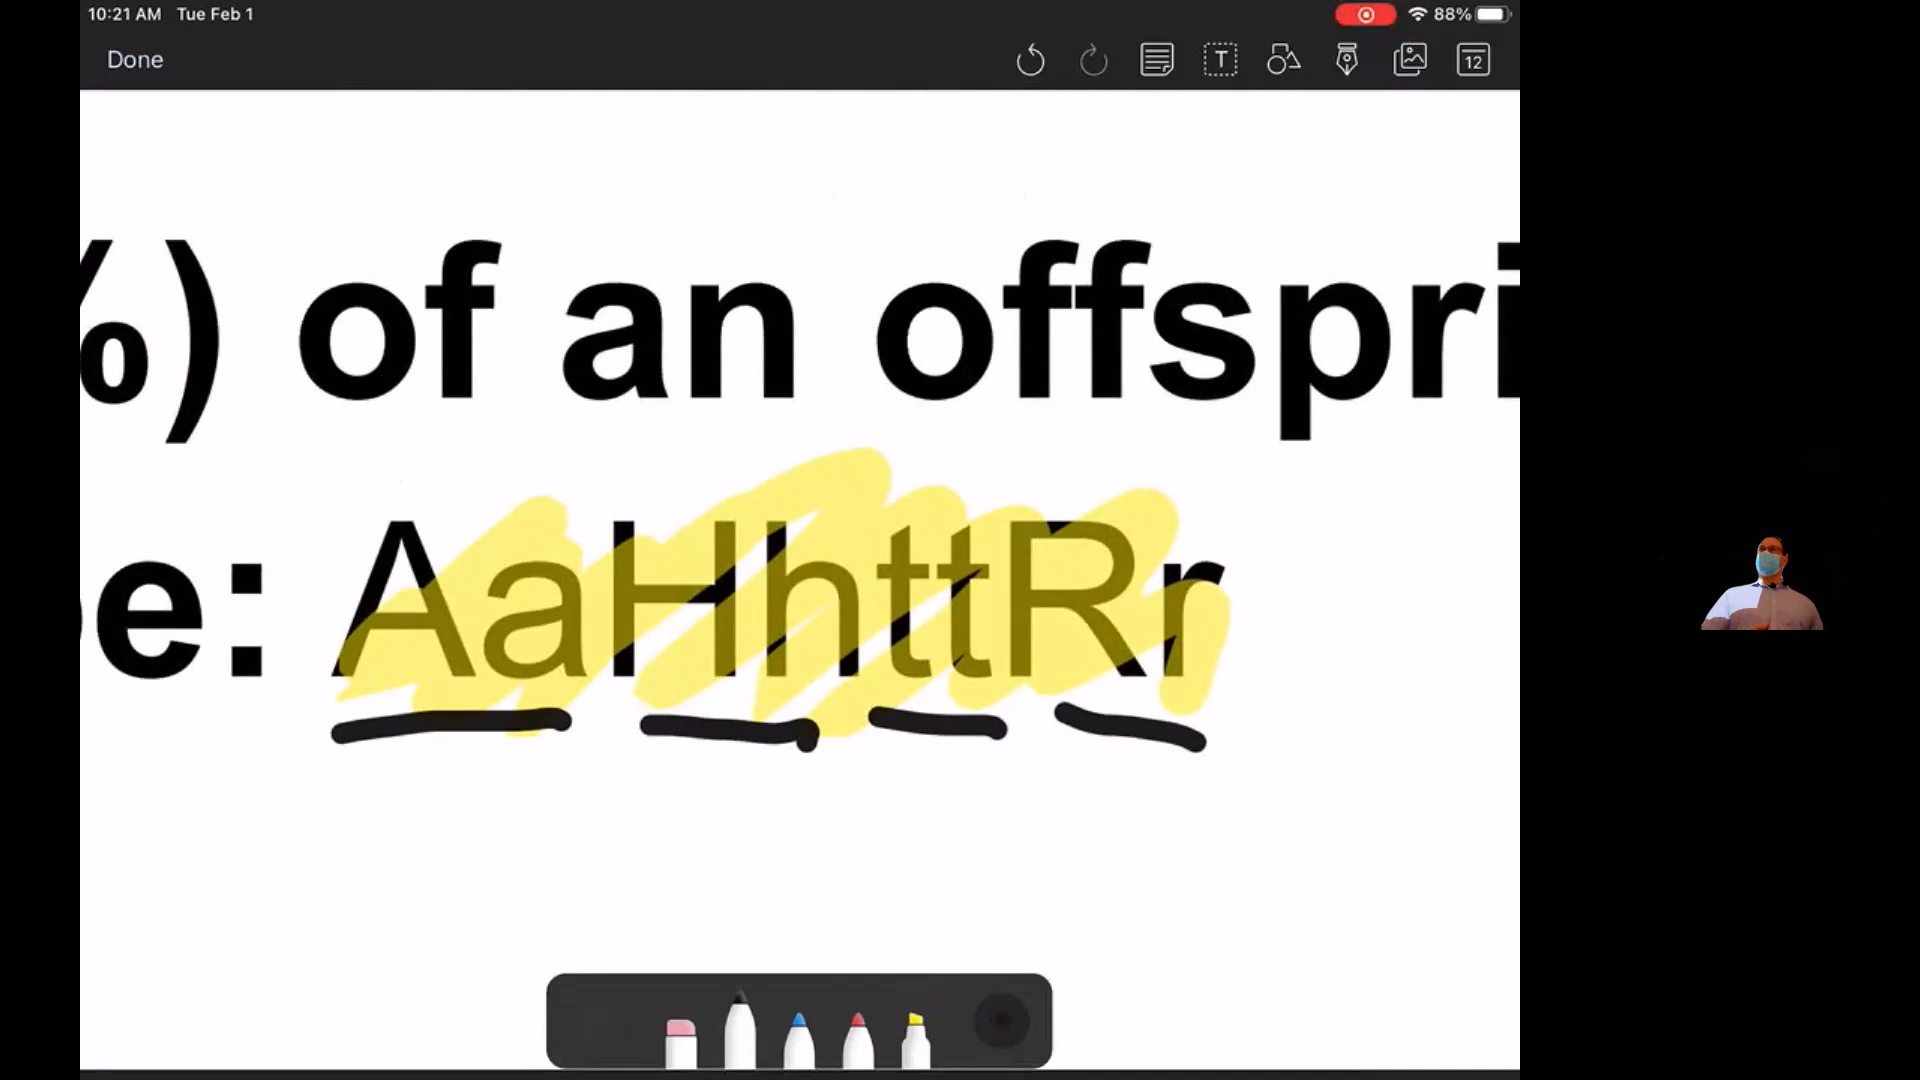 10:21 AM Tue Feb 1
88%
Done
T
12
%) of an offspri
e: AaHhttRr